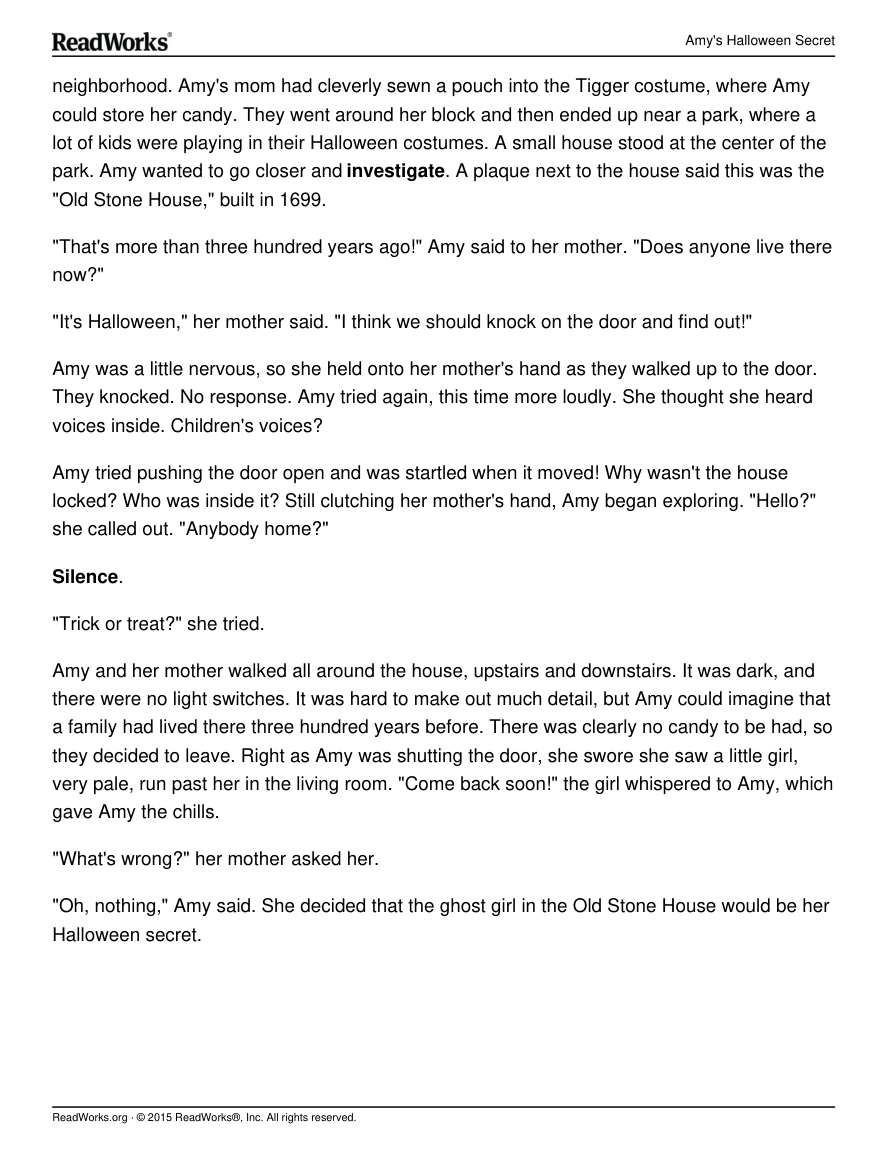 ReadWorks®
Amy's Halloween Secret
neighborhood. Amy's mom had cleverly sewn a pouch into the Tigger costume, where Amy
could store her candy. They went around her block and then ended up near a park, where a
lot of kids were playing in their Halloween costumes. A small house stood at the center of the
park. Amy wanted to go closer and investigate. A plaque next to the house said this was the
"Old Stone House," built in 1699.
"That's more than three hundred years ago!" Amy said to her mother. "Does anyone live there
now?"
"It's Halloween," her mother said. "I think we should knock on the door and find out!"
Amy was a little nervous, so she held onto her mother's hand as they walked up to the door.
They knocked. No response. Amy tried again, this time more loudly. She thought she heard
voices inside. Children's voices?
Amy tried pushing the door open and was startled when it moved! Why wasn't the house
locked? Who was inside it? Still clutching her mother's hand, Amy began exploring. "Hello?"
she called out. "Anybody home?"
Silence.
"Trick or treat?" she tried.
Amy and her mother walked all around the house, upstairs and downstairs. It was dark, and
there were no light switches. It was hard to make out much detail, but Amy could imagine that
a family had lived there three hundred years before. There was clearly no candy to be had, so
they decided to leave. Right as Amy was shutting the door, she swore she saw a little girl,
very pale, run past her in the living room. "Come back soon!" the girl whispered to Amy, which
gave Amy the chills.
"What's wrong?" her mother asked her.
"Oh, nothing," Amy said. She decided that the ghost girl in the Old Stone House would be her
Halloween secret.
ReadWorks.org · © 2015 ReadWorks®, Inc. All rights reserved.